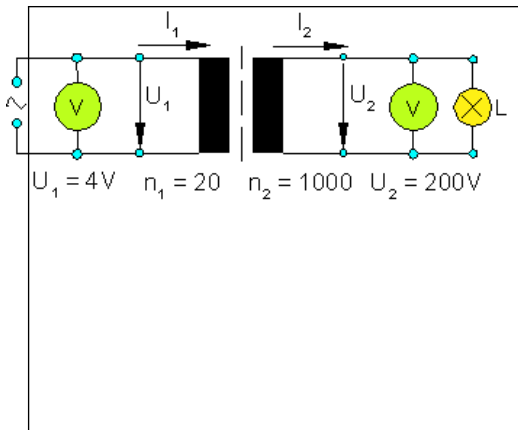 I₁ I₂
~ V U₁ U₂ V L
U₁ = 4V n₁ = 20 n₂ = 1000 U₂ = 200V